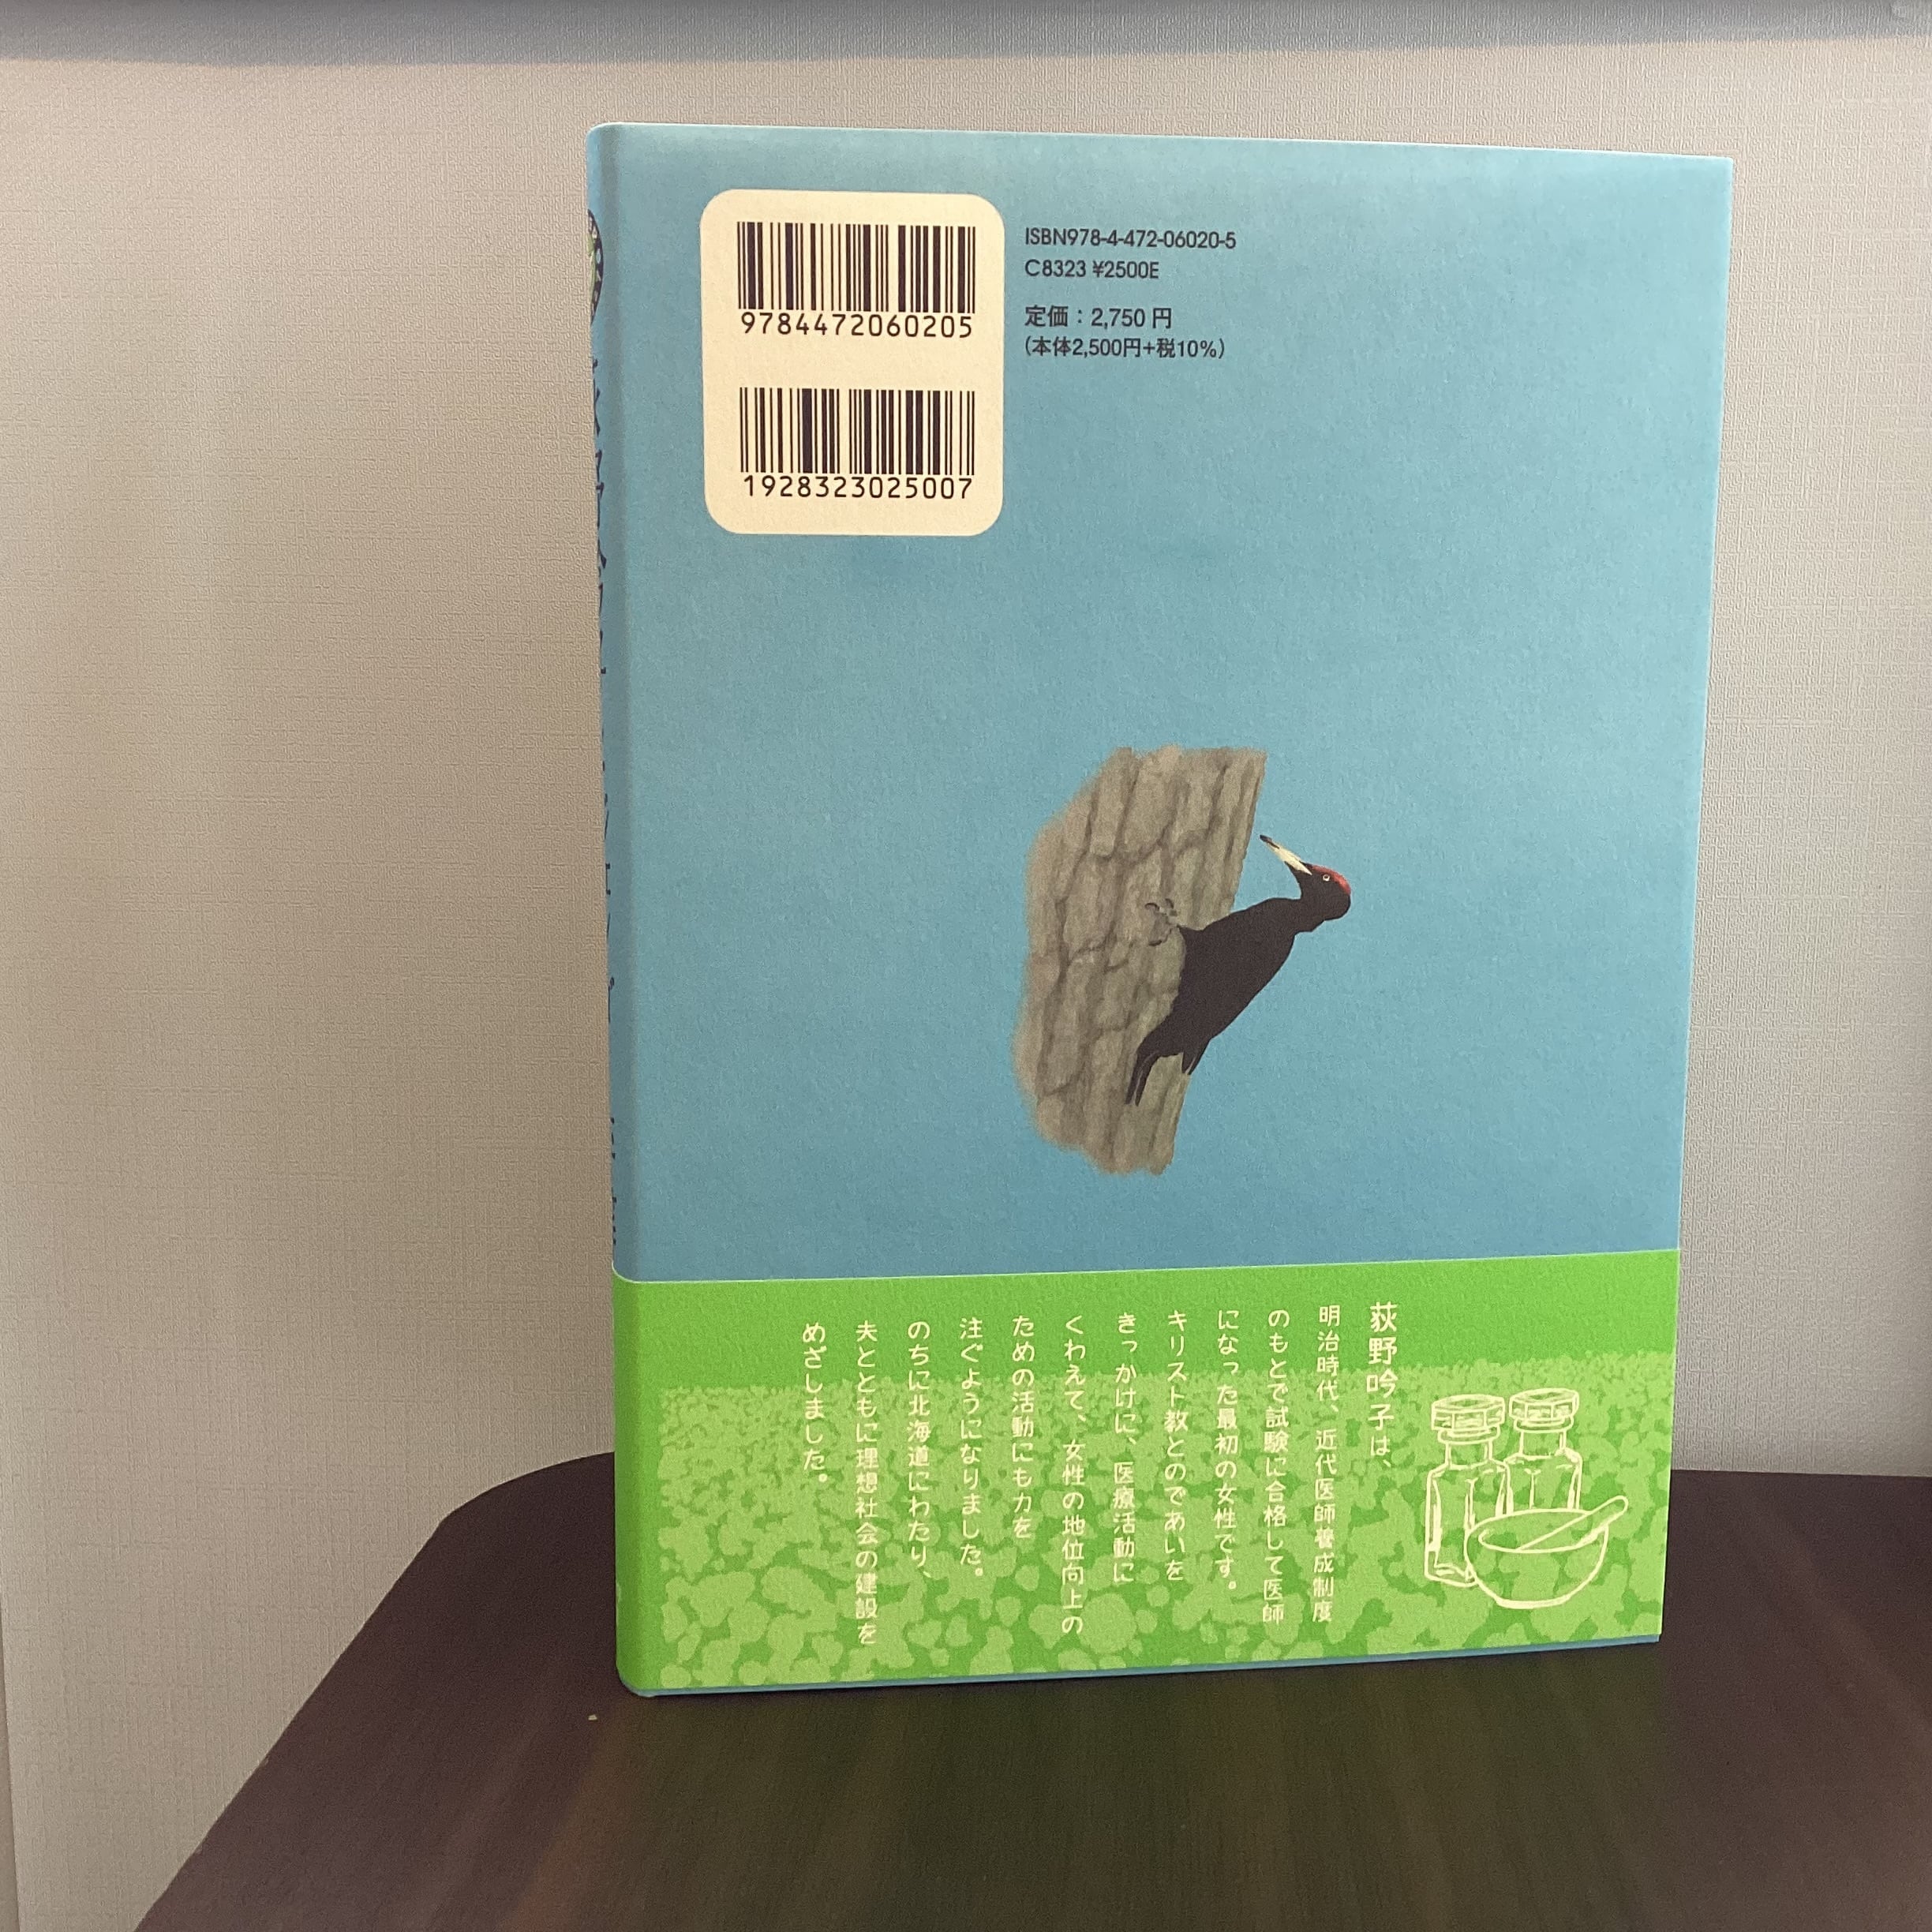 9784472060205
1928323025007
ISBN978-4-472-06020-5
C8323 ¥2500E
定価：2,750 円
(本体2,500円+税10%)
荻野吟子は、
明治時代、近代医師養成制度
のもとで試験に合格して医師
になった最初の女性です。
キリスト教とのであいを
きっかけに、医療活動に
くわえて、女性の地位向上の
ための活動にも力を
注ぐようになりました。
のちに北海道にわたり、
夫とともに理想社会の建設を
めざしました。